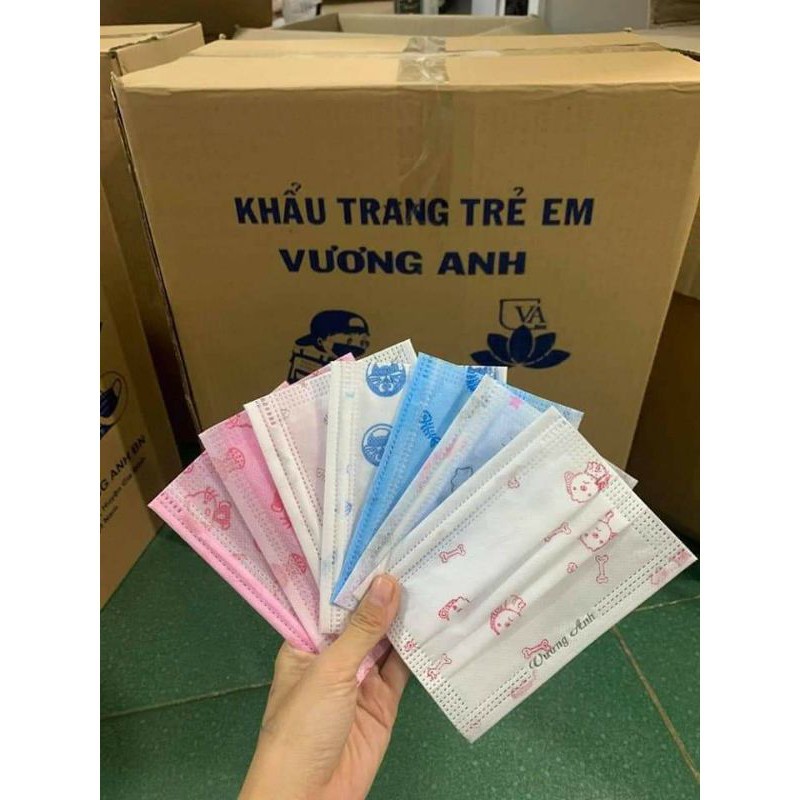 KHẨU TRANG TRẺ EM
VƯƠNG ANH
VA
Vương Anh